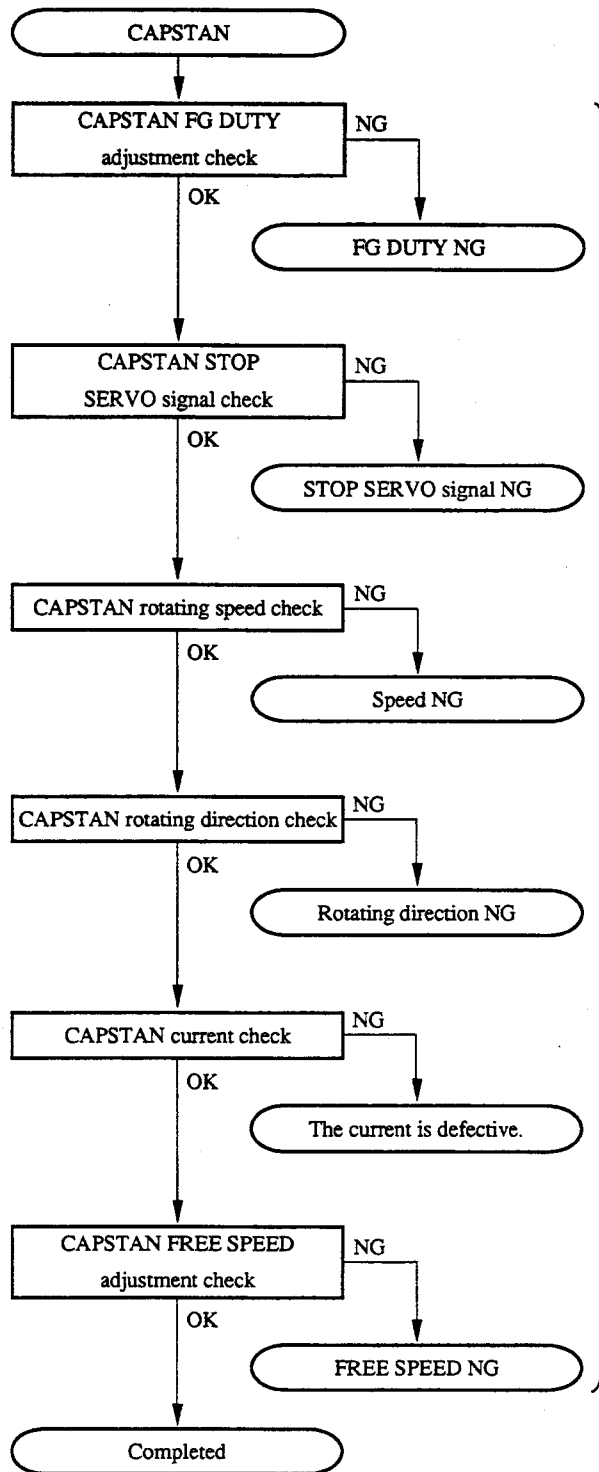 CAPSTAN
CAPSTAN FG DUTY
adjustment check
NG
OK
FG DUTY NG
CAPSTAN STOP
SERVO signal check
NG
OK
STOP SERVO signal NG
CAPSTAN rotating speed check
NG
OK
Speed NG
CAPSTAN rotating direction check
NG
OK
Rotating direction NG
CAPSTAN current check
NG
OK
The current is defective.
CAPSTAN FREE SPEED
adjustment check
NG
OK
FREE SPEED NG
Completed